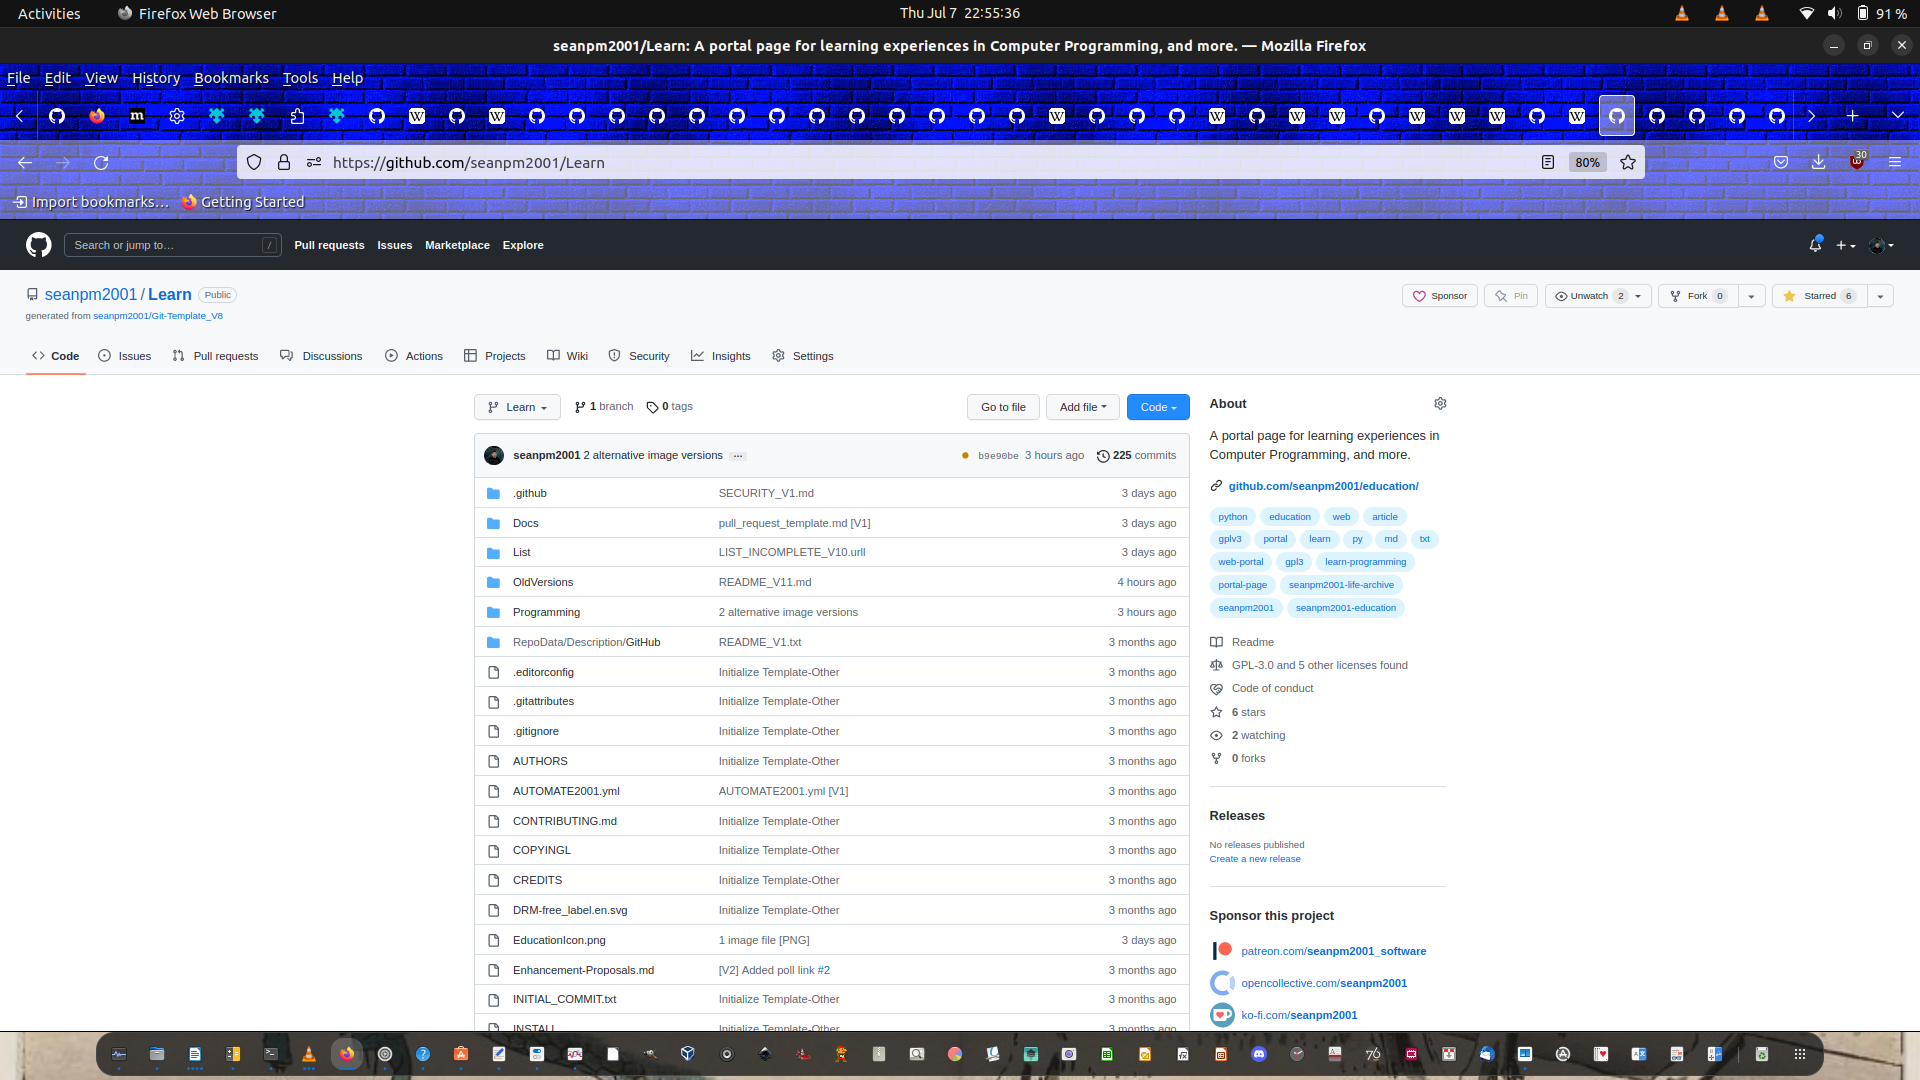 Activities
Firefox Web Browser
Thu Jul 7 22:55:36
91 %
seanpm2001/Learn: A portal page for learning experiences in Computer Programming, and more. — Mozilla Firefox
File Edit View History Bookmarks Tools Help
https://github.com/seanpm2001/Learn
80%
30
Import bookmarks…
Getting Started
Search or jump to…
/
Pull requests
Issues
Marketplace
Explore
seanpm2001 / Learn
Public
Sponsor
Pin
Unwatch 2
Fork 0
Starred 6
generated from seanpm2001/Git-Template_V8
Code
Issues
Pull requests
Discussions
Actions
Projects
Wiki
Security
Insights
Settings
Learn
1 branch
0 tags
Go to file
Add file
Code
seanpm2001 2 alternative image versions ...
b9e90be 3 hours ago
225 commits
.github SECURITY_V1.md 3 days ago
Docs pull_request_template.md [V1] 3 days ago
List LIST_INCOMPLETE_V10.urll 3 days ago
OldVersions README_V11.md 4 hours ago
Programming 2 alternative image versions 3 hours ago
RepoData/Description/GitHub README_V1.txt 3 months ago
.editorconfig Initialize Template-Other 3 months ago
.gitattributes Initialize Template-Other 3 months ago
.gitignore Initialize Template-Other 3 months ago
AUTHORS Initialize Template-Other 3 months ago
AUTOMATE2001.yml AUTOMATE2001.yml [V1] 3 months ago
CONTRIBUTING.md Initialize Template-Other 3 months ago
COPYINGL Initialize Template-Other 3 months ago
CREDITS Initialize Template-Other 3 months ago
DRM-free_label.en.svg Initialize Template-Other 3 months ago
EducationIcon.png 1 image file [PNG] 3 days ago
Enhancement-Proposals.md [V2] Added poll link #2 3 months ago
INITIAL_COMMIT.txt Initialize Template-Other 3 months ago
INSTALL Initialize Template-Other 3 months ago
About
A portal page for learning experiences in
Computer Programming, and more.
github.com/seanpm2001/education/
python education web article
gplv3 portal learn py md txt
web-portal gpl3 learn-programming
portal-page seanpm2001-life-archive
seanpm2001 seanpm2001-education
Readme
GPL-3.0 and 5 other licenses found
Code of conduct
6 stars
2 watching
0 forks
Releases
No releases published
Create a new release
Sponsor this project
patreon.com/seanpm2001_software
opencollective.com/seanpm2001
ko-fi.com/seanpm2001